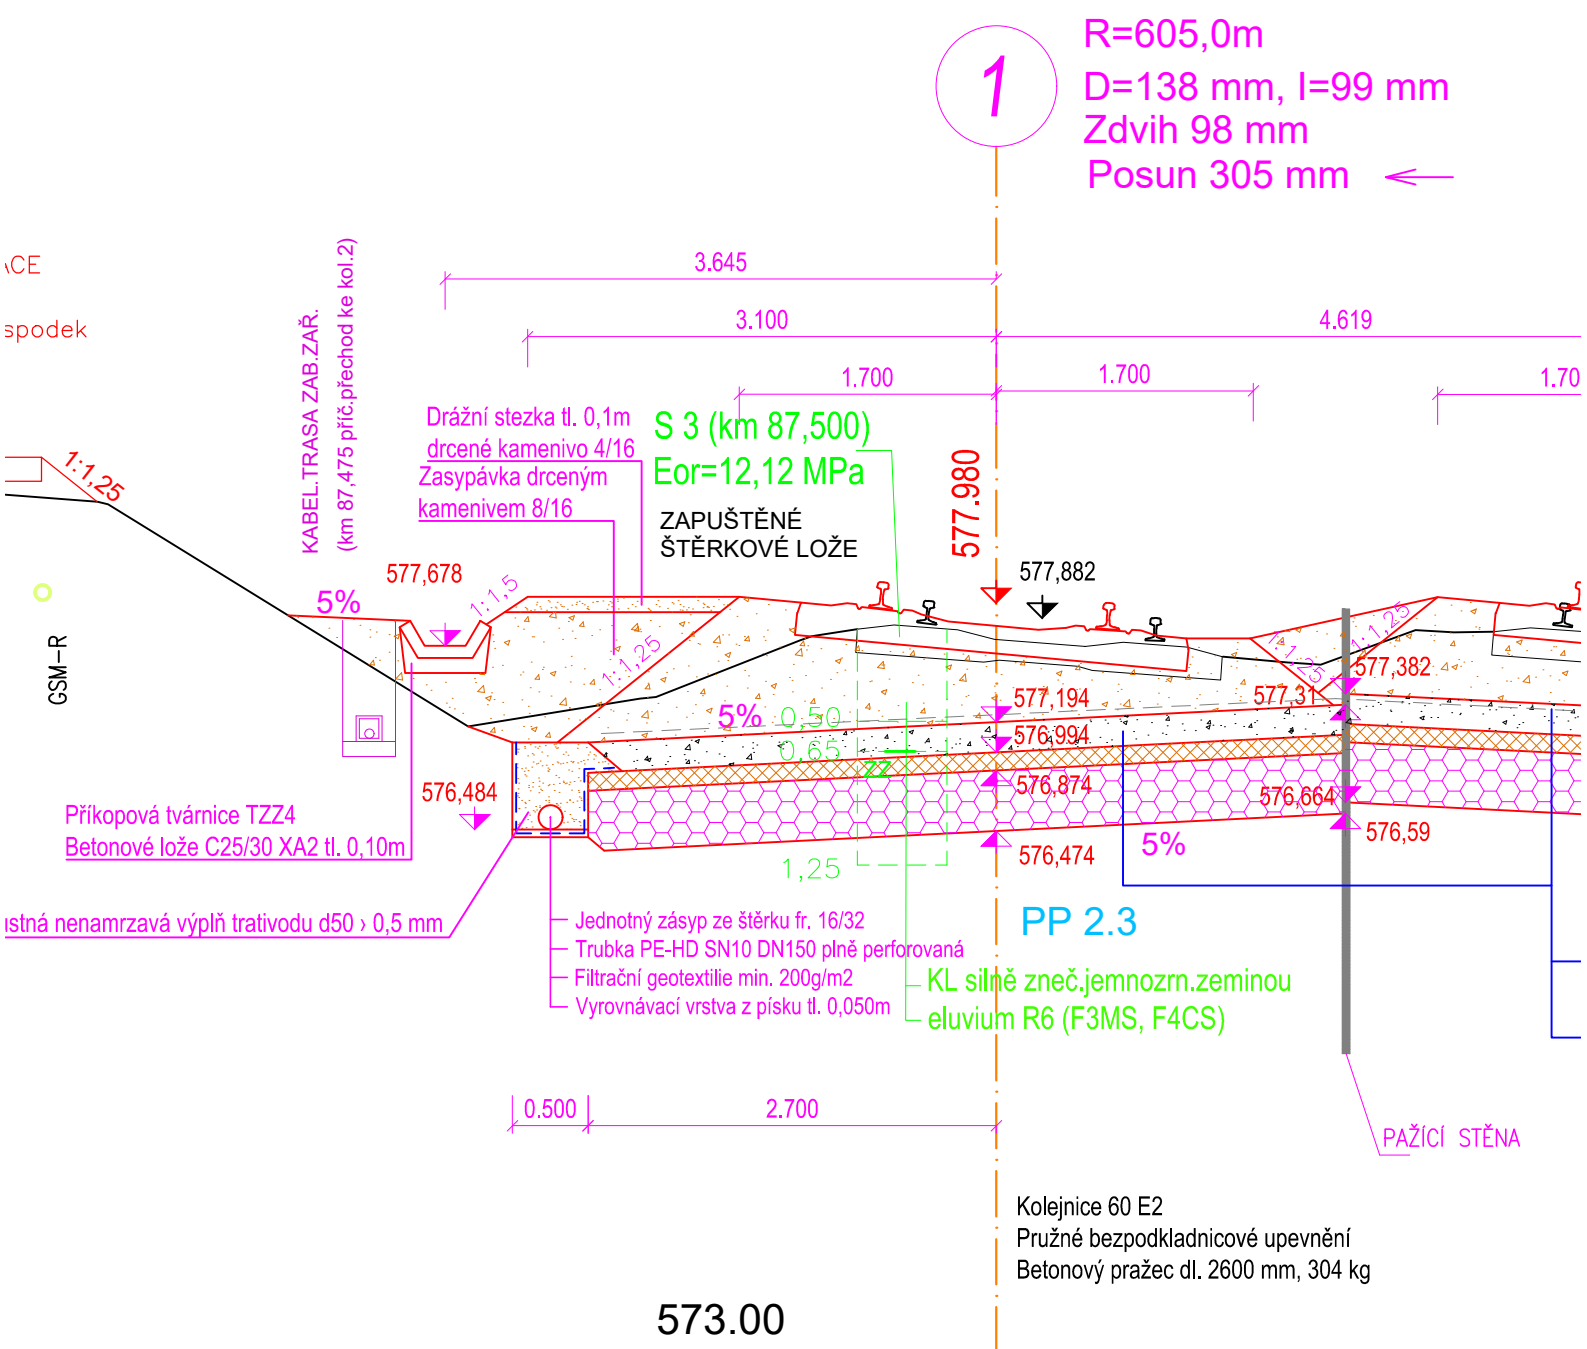 1
R=605,0m
D=138 mm, I=99 mm
Zdvih 98 mm
Posun 305 mm
spodek
KABEL.TRASA ZAB.ZAŘ.
(km 87,475 příč.přechod ke kol.2)
3.645
3.100
4.619
1.700
1.700
1.70
Drážní stezka tl. 0,1m
drcené kamenivo 4/16
Zasypávka drceným
kamenivem 8/16
S 3 (km 87,500)
Eor=12,12 MPa
ZAPUŠTĚNÉ
ŠTĚRKOVÉ LOŽE
577.980
577,882
1:1,25
577,678
5%
1:1,5
GSM-R
1:1,25
1:1,25
1:1,25
577,382
577,31
577,194
5%
0,50
576,994
0,65
ZZ
576,874
576,664
576,484
576,59
576,474
5%
1,25
Příkopová tvárnice TZZ4
Betonové lože C25/30 XA2 tl. 0,10m
ustná nenamrzavá výplň trativodu d50 › 0,5 mm
Jednotný zásyp ze štěrku fr. 16/32
Trubka PE-HD SN10 DN150 plně perforovaná
Filtrační geotextilie min. 200g/m2
Vyrovnávací vrstva z písku tl. 0,050m
PP 2.3
KL silně zneč.jemnozrn.zeminou
eluvium R6 (F3MS, F4CS)
0.500
2.700
PAŽÍCÍ STĚNA
Kolejnice 60 E2
Pružné bezpodkladnicové upevnění
Betonový pražec dl. 2600 mm, 304 kg
573.00